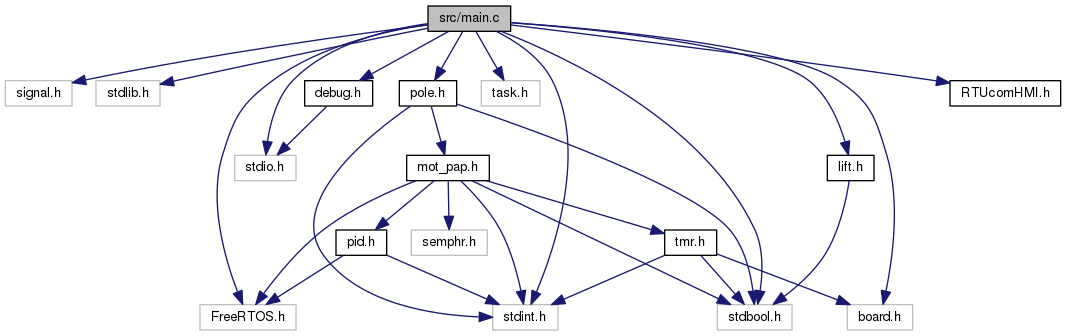 src/main.c
signal.h
stdlib.h
debug.h
pole.h
task.h
RTUcomHMI.h
stdio.h
mot_pap.h
lift.h
pid.h
semphr.h
tmr.h
FreeRTOS.h
stdint.h
stdbool.h
board.h